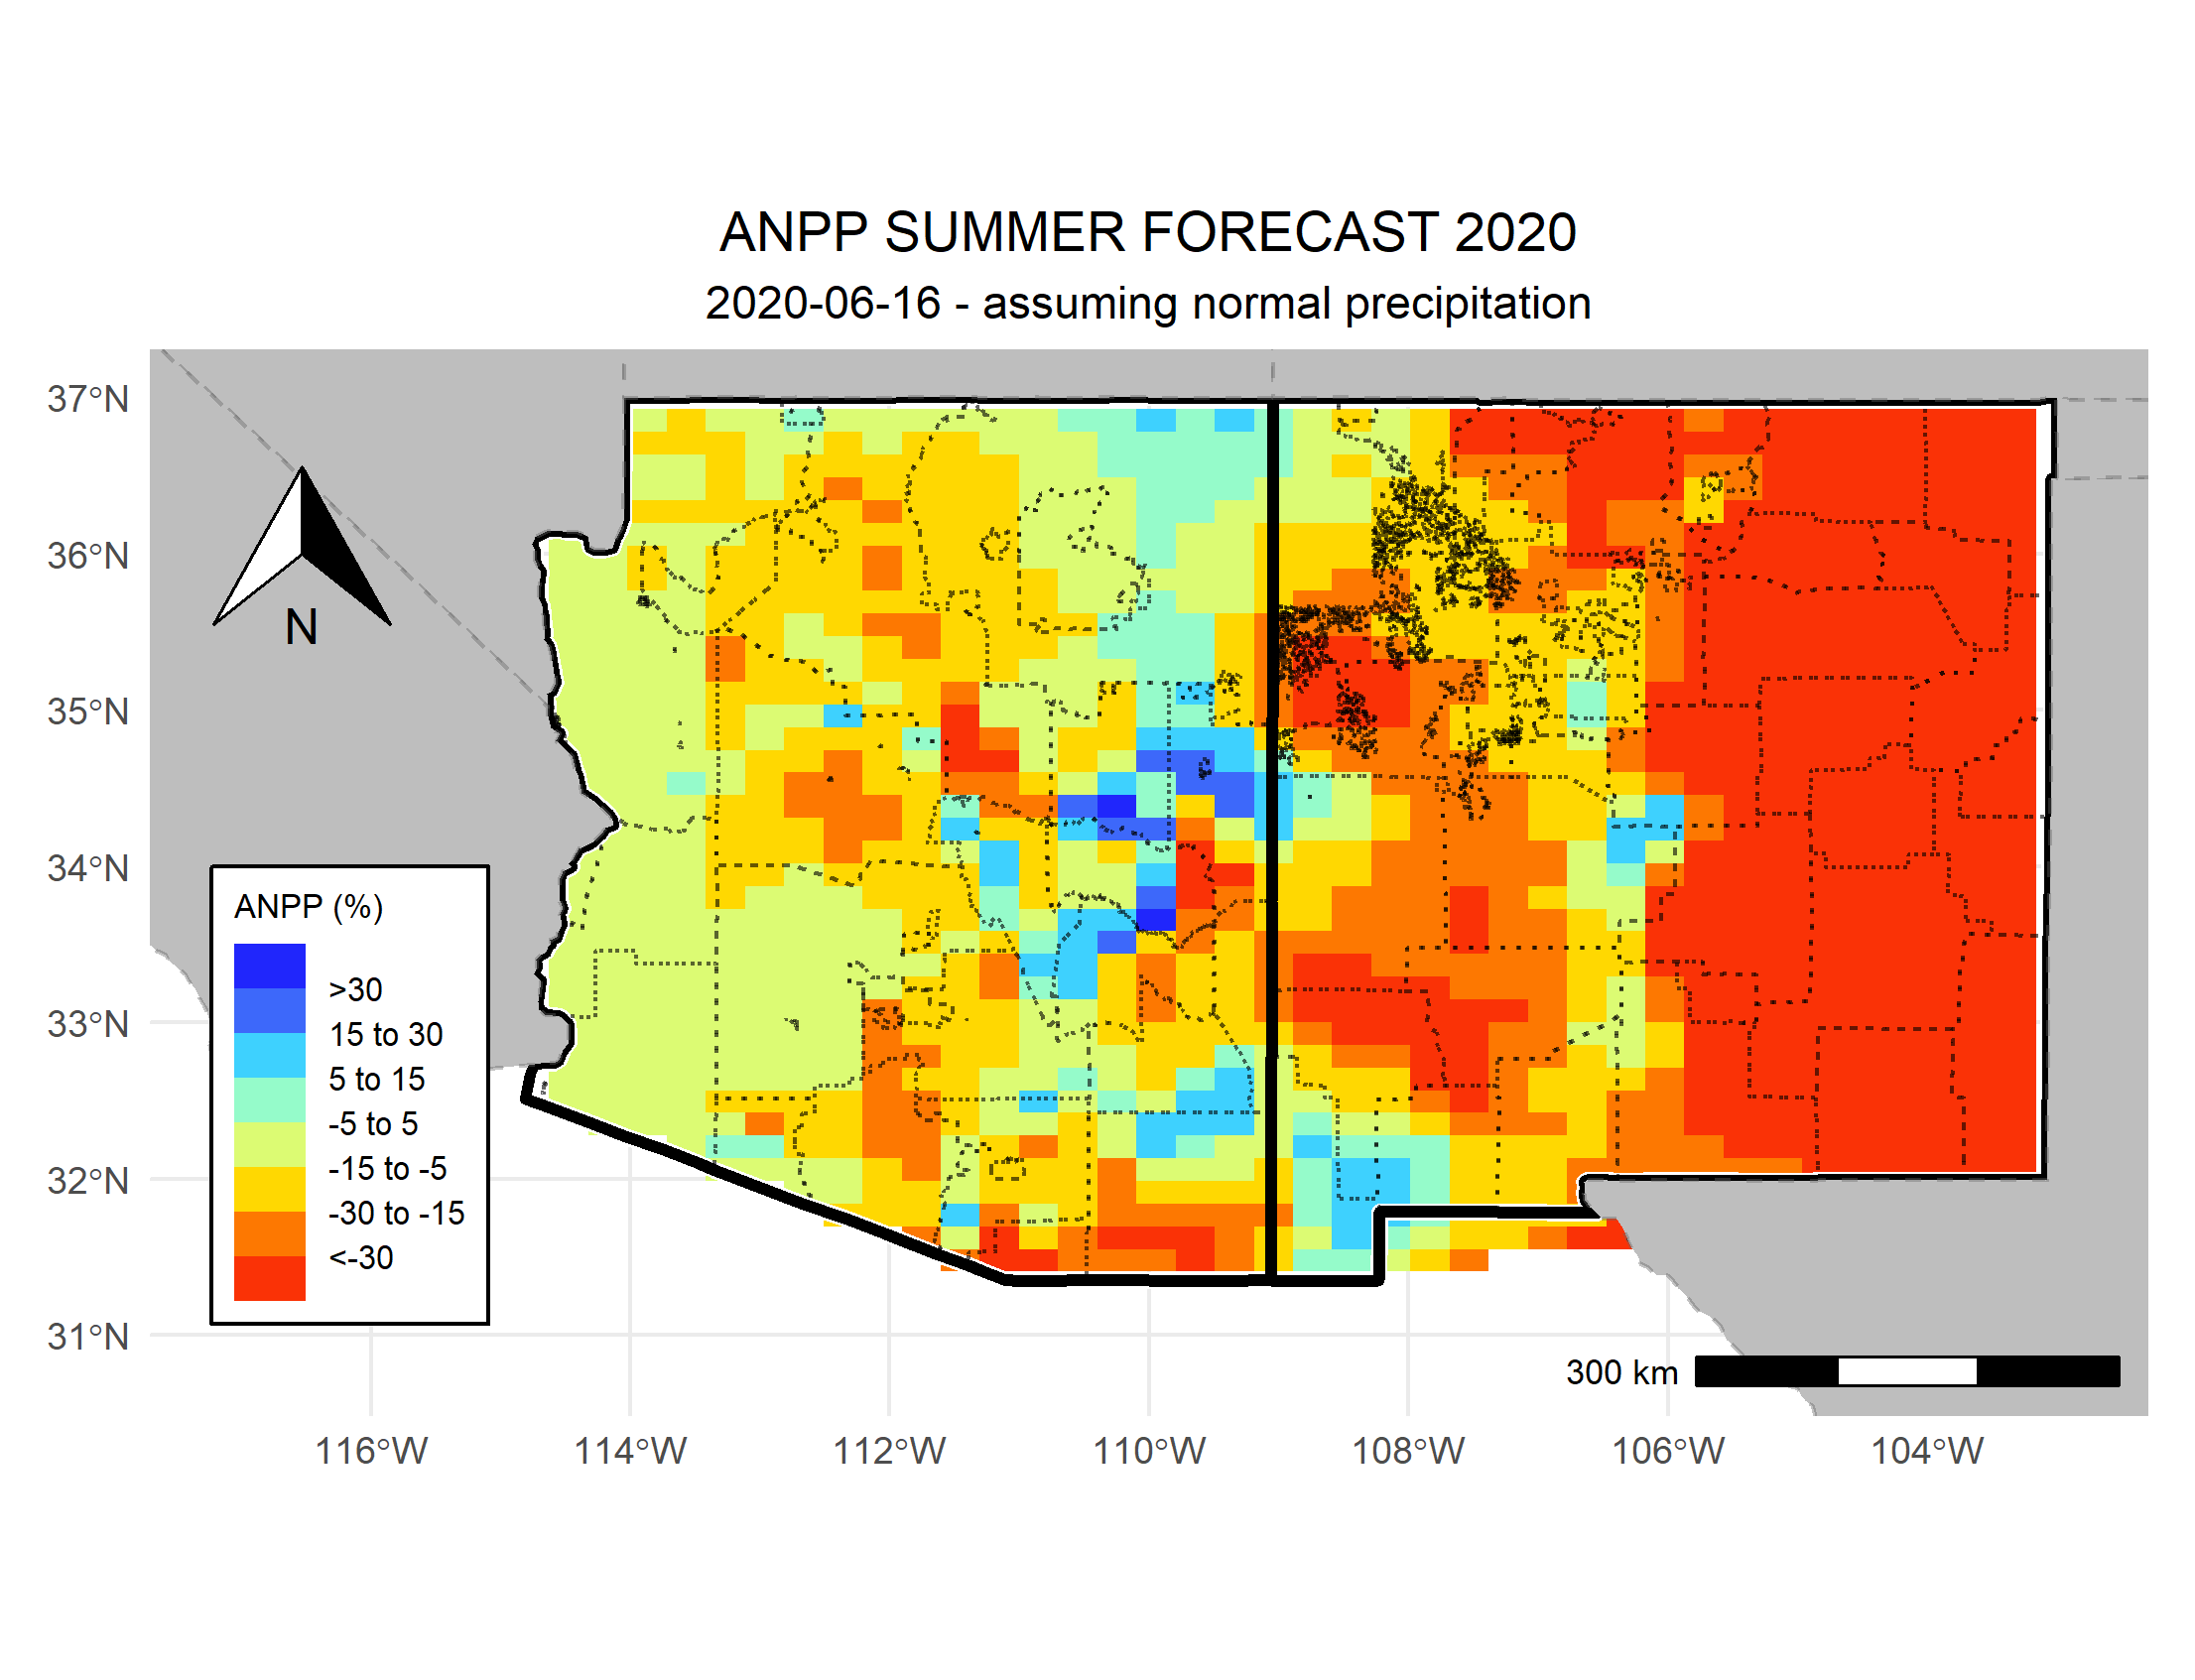 ANPP SUMMER FORECAST 2020
2020-06-16 - assuming normal precipitation
37°N
36°N
35°N
34°N
33°N
32°N
31°N
N
ANPP (%)
>30
15 to 30
5 to 15
-5 to 5
-15 to -5
-30 to -15
<-30
300 km
116°W
114°W
112°W
110°W
108°W
106°W
104°W